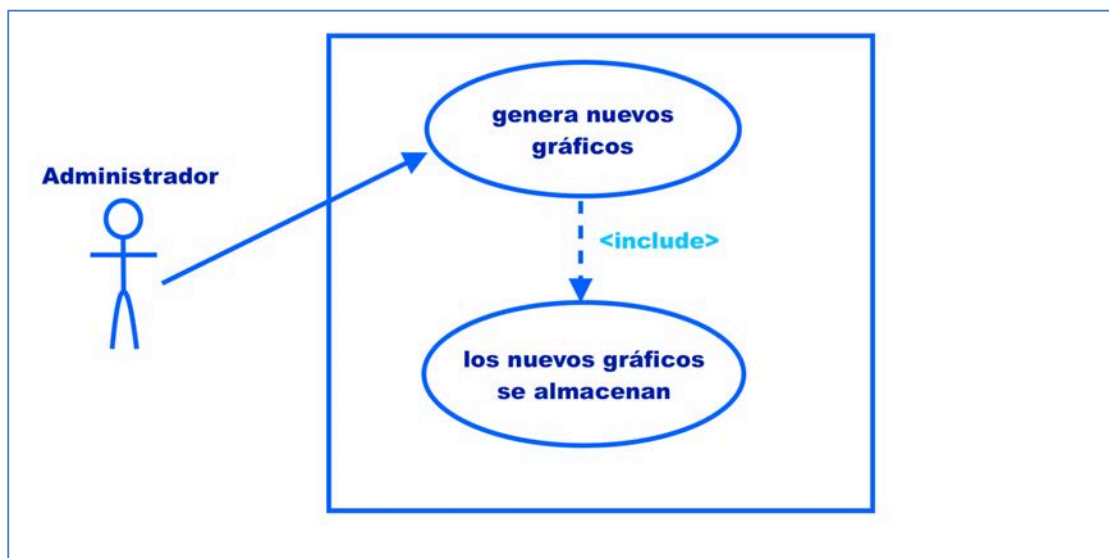 genera nuevos
gráficos
Administrador
<include>
los nuevos gráficos
se almacenan